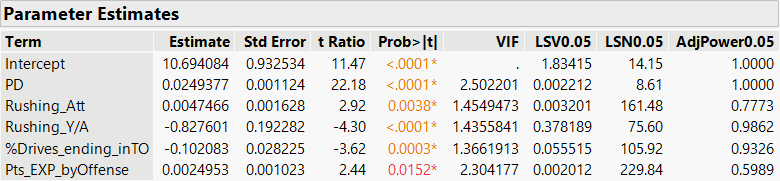 Parameter Estimates
Term Estimate Std Error t Ratio Prob>|t| VIF LSV0.05 LSN0.05 AdjPower0.05
Intercept 10.694084 0.932534 11.47 <.0001* . 1.83415 14.15 1.0000
PD 0.0249377 0.001124 22.18 <.0001* 2.502201 0.002212 8.61 1.0000
Rushing_Att 0.0047466 0.001628 2.92 0.0038* 1.4549473 0.003201 161.48 0.7773
Rushing_Y/A -0.827601 0.192282 -4.30 <.0001* 1.4355841 0.378189 75.60 0.9862
%Drives_ending_inTO -0.102083 0.028225 -3.62 0.0003* 1.3661913 0.055515 105.92 0.9326
Pts_EXP_byOffense 0.0024953 0.001023 2.44 0.0152* 2.304177 0.002012 229.84 0.5989